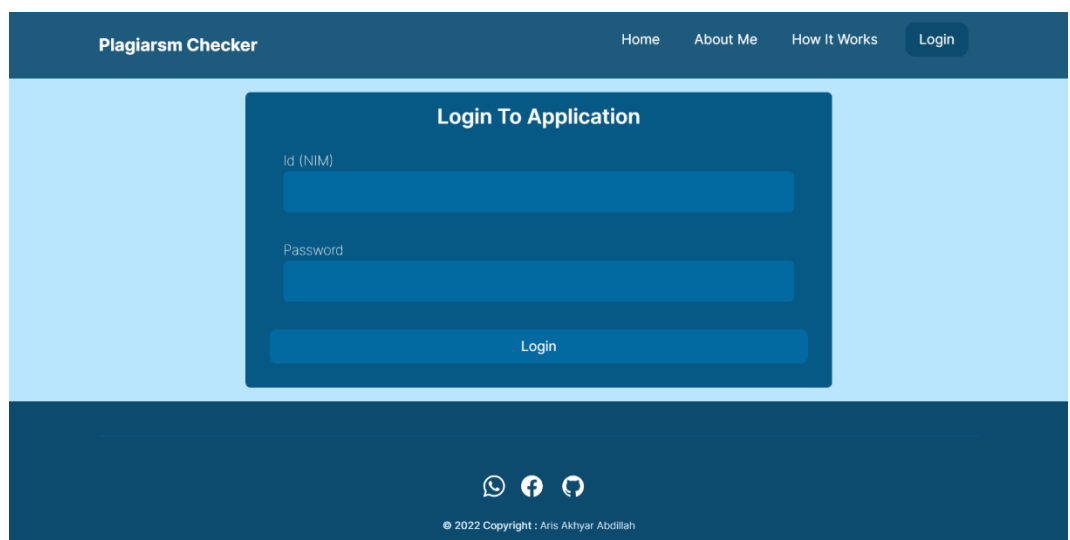 Plagiarsm Checker
Home About Me How It Works Login
Login To Application
Id (NIM)
Password
Login
© 2022 Copyright : Aris Akhyar Abdillah